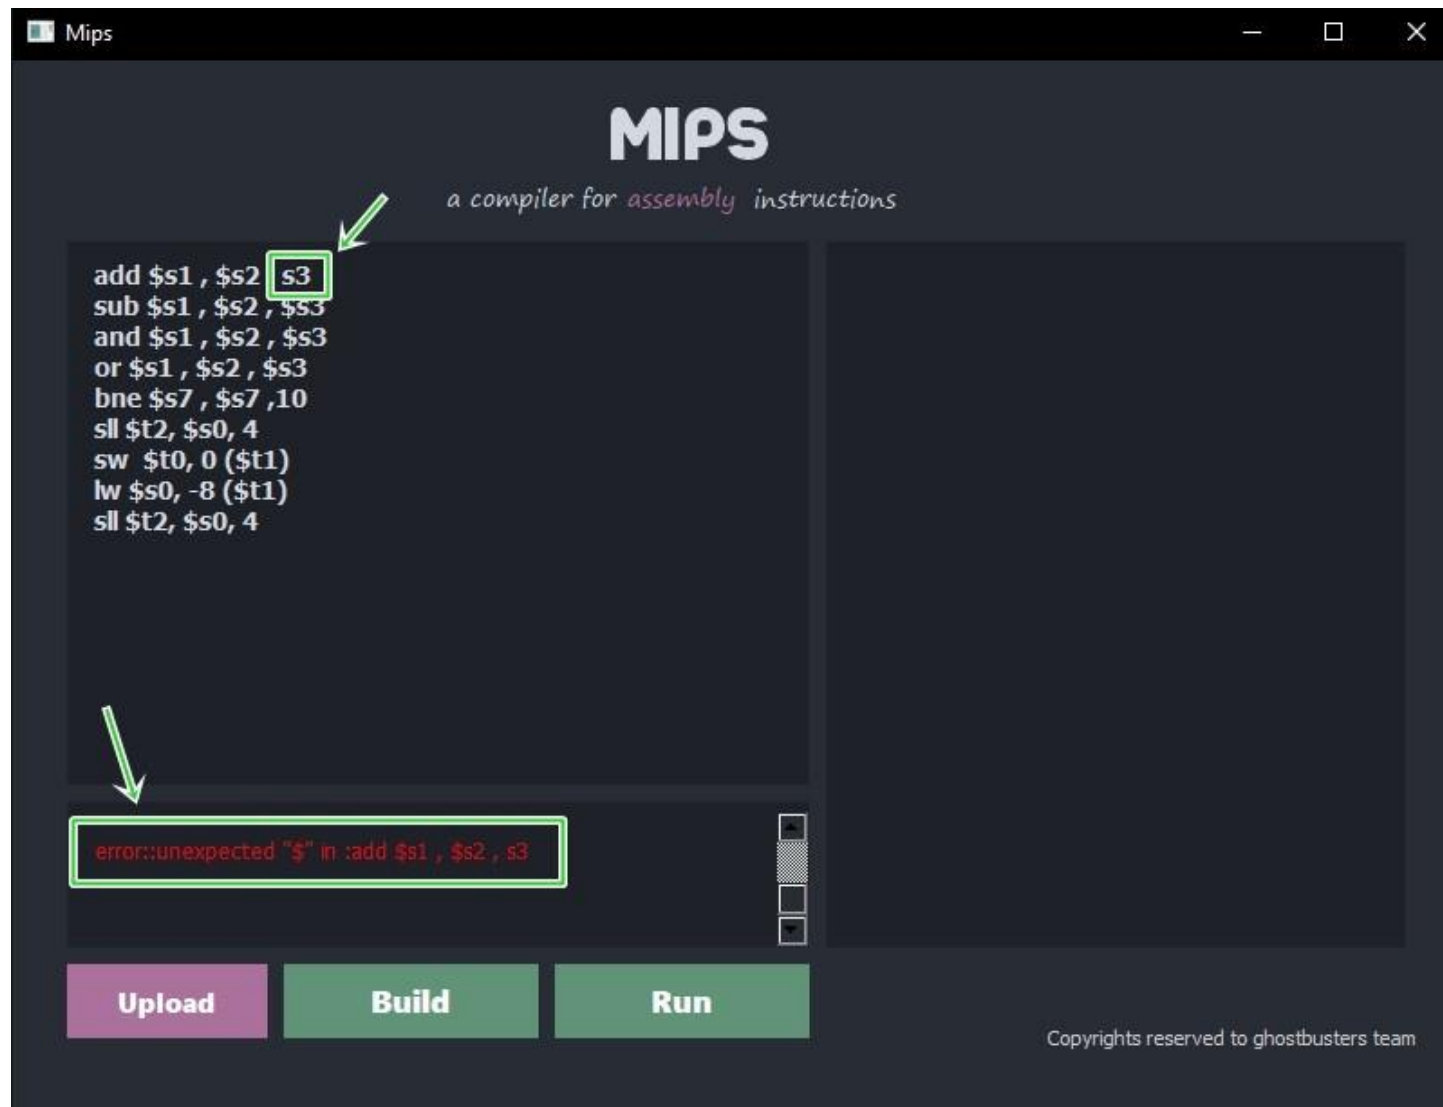 Mips
MIPS
a compiler for assembly instructions
add $s1 , $s2 s3
sub $s1 , $s2 , $s3
and $s1 , $s2 , $s3
or $s1 , $s2 , $s3
bne $s7 , $s7 ,10
sll $t2, $s0, 4
sw  $t0, 0 ($t1)
lw $s0, -8 ($t1)
sll $t2, $s0, 4
error::unexpected "$" in :add $s1 , $s2 , s3
Upload
Build
Run
Copyrights reserved to ghostbusters team